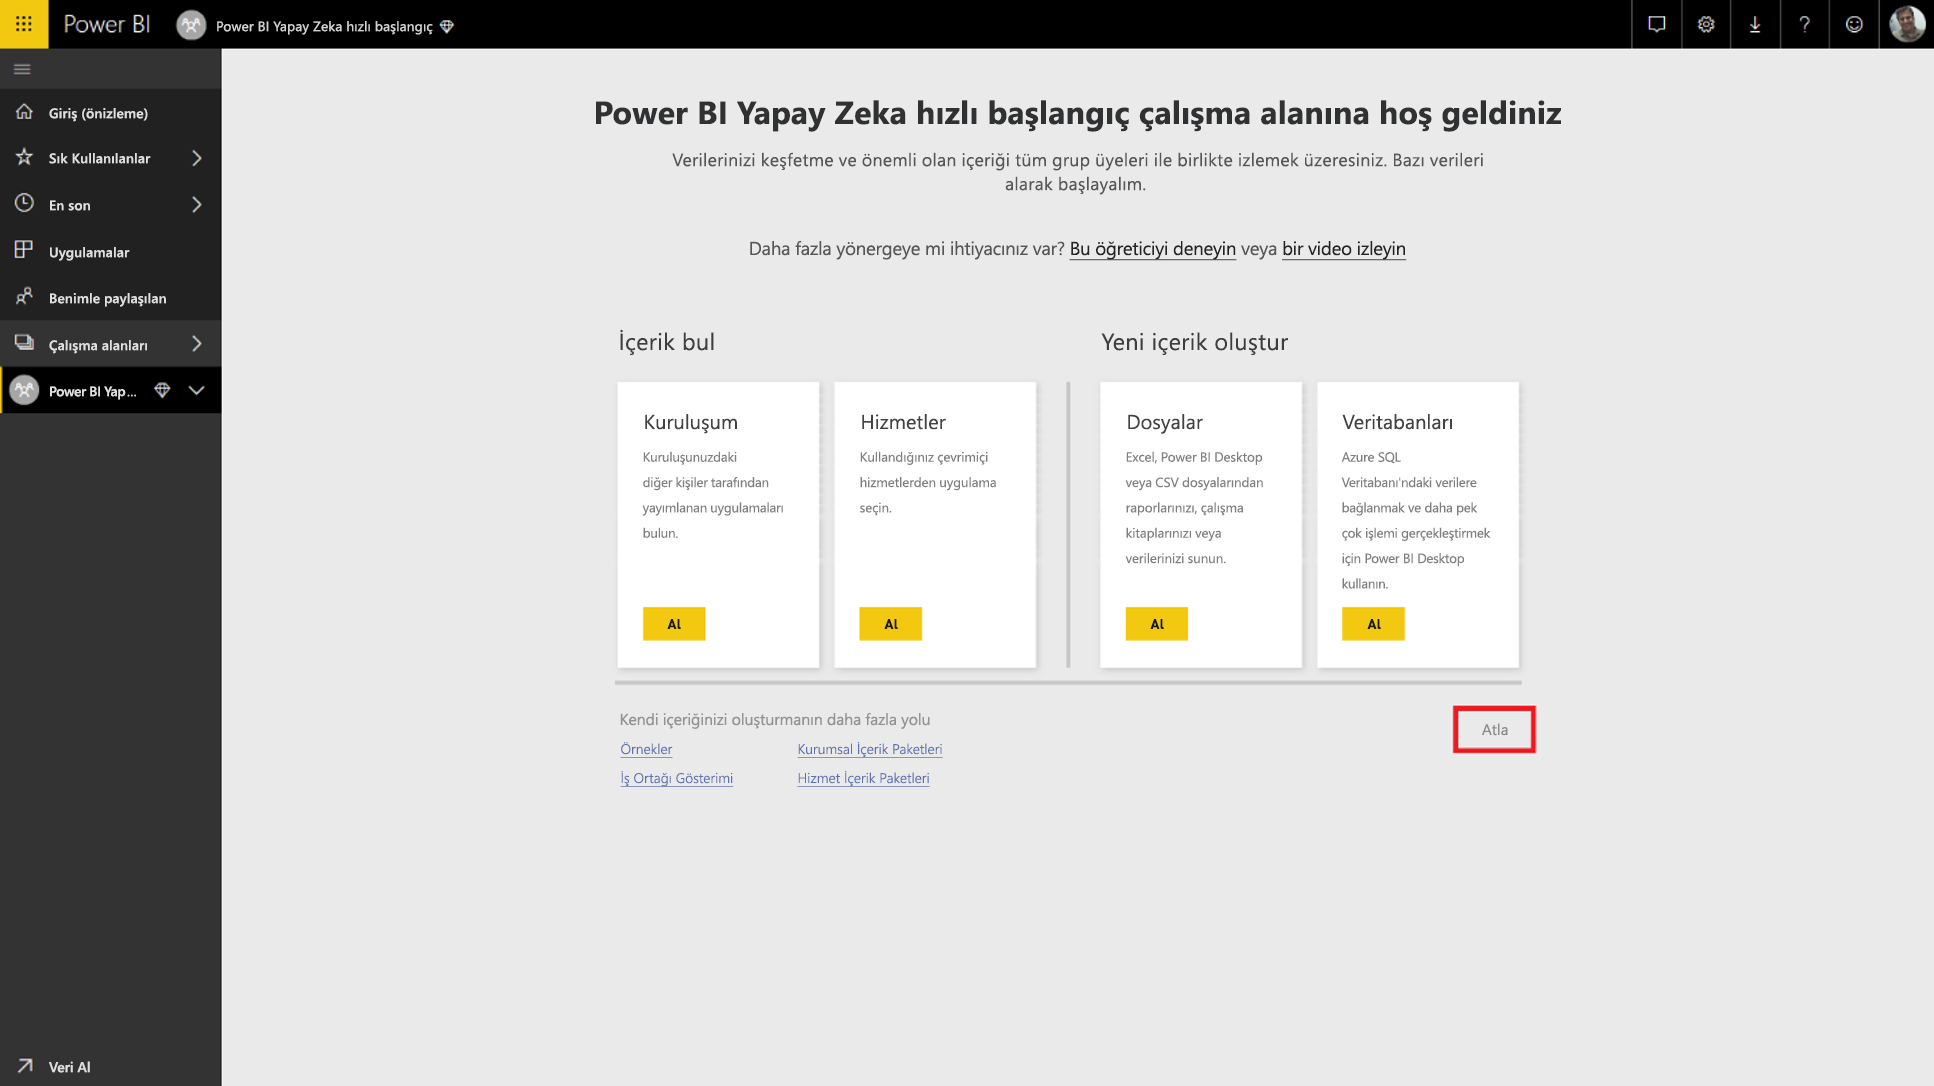 Power BI
Power BI Yapay Zeka hızlı başlangıç
?
Giriş (önizleme)
Sık Kullanılanlar
En son
Uygulamalar
Benimle paylaşılan
Çalışma alanları
Power BI Yap...
Veri Al
Power BI Yapay Zeka hızlı başlangıç çalışma alanına hoş geldiniz
Verilerinizi keşfetme ve önemli olan içeriği tüm grup üyeleri ile birlikte izlemek üzeresiniz. Bazı verileri
alarak başlayalım.
Daha fazla yönergeye mi ihtiyacınız var? Bu öğreticiyi deneyin veya bir video izleyin
İçerik bul
Kuruluşum
Kuruluşunuzdaki
diğer kişiler tarafından
yayımlanan uygulamaları
bulun.
Al
Hizmetler
Kullandığınız çevrimiçi
hizmetlerden uygulama
seçin.
Al
Yeni içerik oluştur
Dosyalar
Excel, Power BI Desktop
veya CSV dosyalarından
raporlarınızı, çalışma
kitaplarınızı veya
verilerinizi sunun.
Al
Veritabanları
Azure SQL
Veritabanı'ndaki verilere
bağlanmak ve daha pek
çok işlemi gerçekleştirmek
için Power BI Desktop
kullanın.
Al
Kendi içeriğinizi oluşturmanın daha fazla yolu
Örnekler
Kurumsal İçerik Paketleri
İş Ortağı Gösterimi
Hizmet İçerik Paketleri
Atla